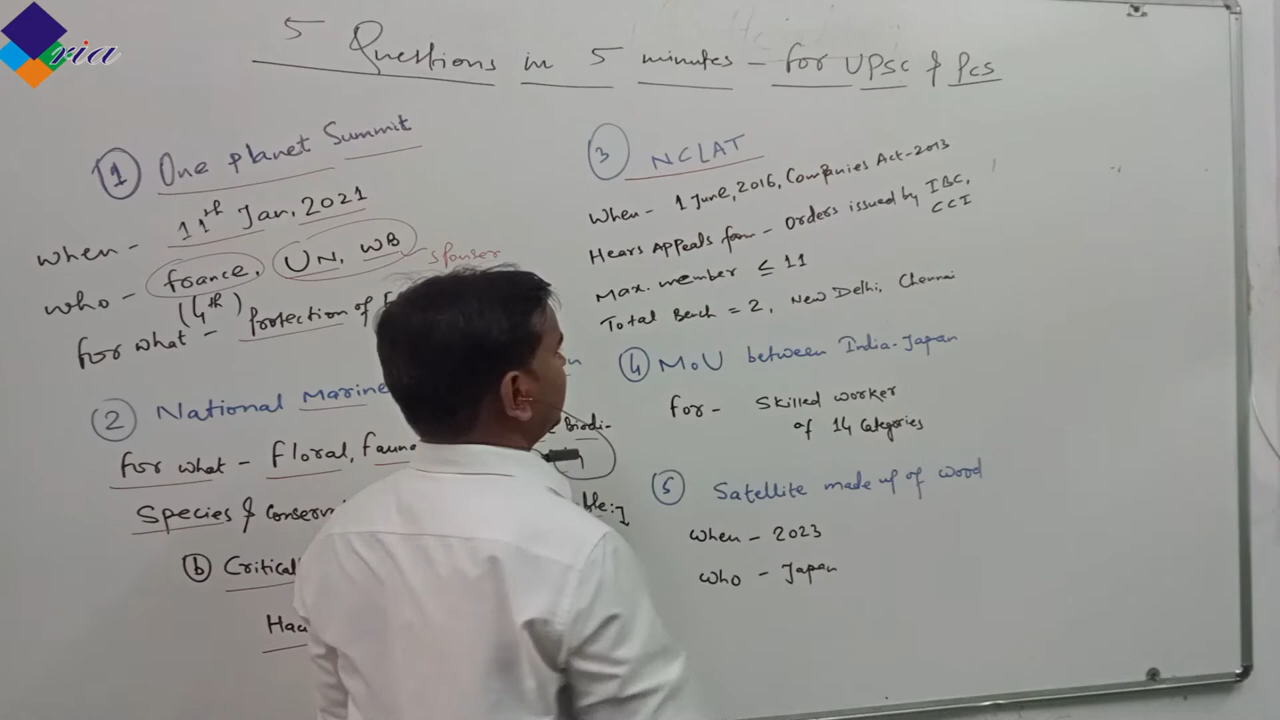 ria
5 Questions in 5 minutes - for UPSC & PCS
1 One planet Summit
when - 11th Jan, 2021
who - france, UN, WB sponser
(4th)
for what - protection of
2 National Marine
for what - floral, fauna
Species & conserv
b Critical
Ha
3 NCLAT
When - 1 June, 2016, Companies Act-2013
Hears Appeals from - Orders issued by IBC,
CCI
Max. member ≤ 11
Total Bench = 2, New Delhi, Chennai
4 MoU between India-Japan
for - Skilled worker
of 14 Categories
5 Satellite made up of wood
when - 2023
who - Japan